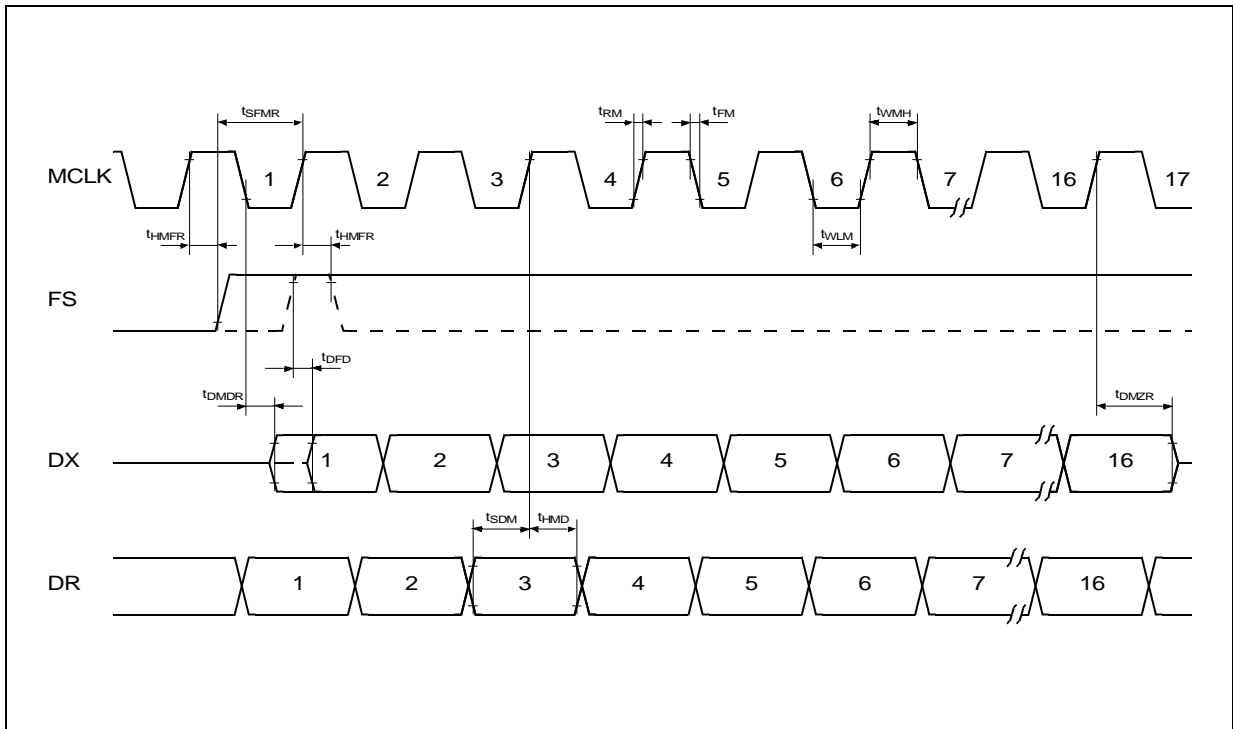 tSFMR tRM tFM tWMH
MCLK 1 2 3 4 5 6 7 16 17
tHMFR tHMFR tWLM
FS
tDFD
tDMDR tDMZR
DX 1 2 3 4 5 6 7 16
tSDM tHMD
DR 1 2 3 4 5 6 7 16